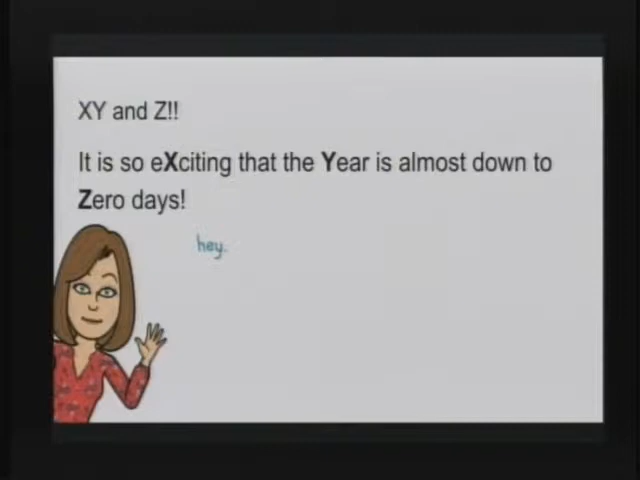 XY and Z!!
It is so eXciting that the Year is almost down to
Zero days!
hey.